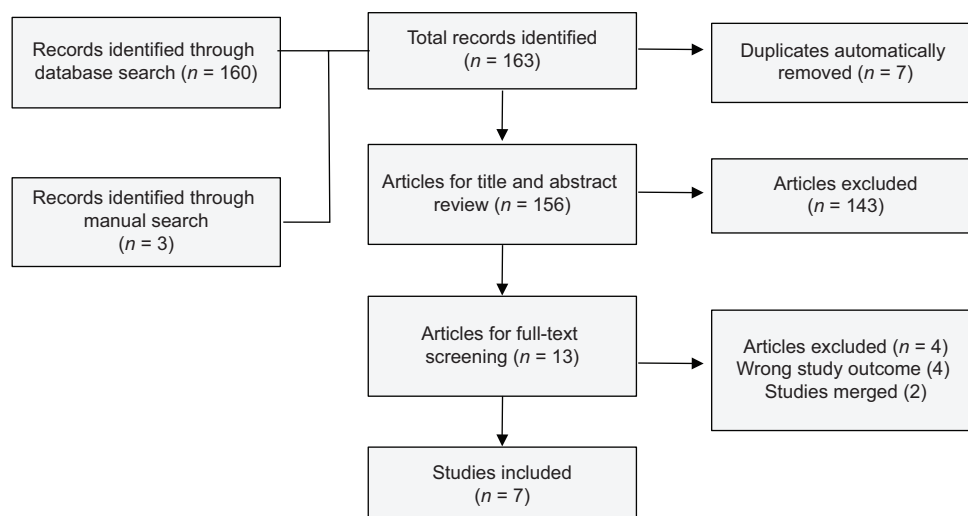 Records identified through
database search (n = 160)
Total records identified
(n = 163)
Duplicates automatically
removed (n = 7)
Records identified through
manual search
(n = 3)
Articles for title and abstract
review (n = 156)
Articles excluded
(n = 143)
Articles for full-text
screening (n = 13)
Articles excluded (n = 4)
Wrong study outcome (4)
Studies merged (2)
Studies included
(n = 7)